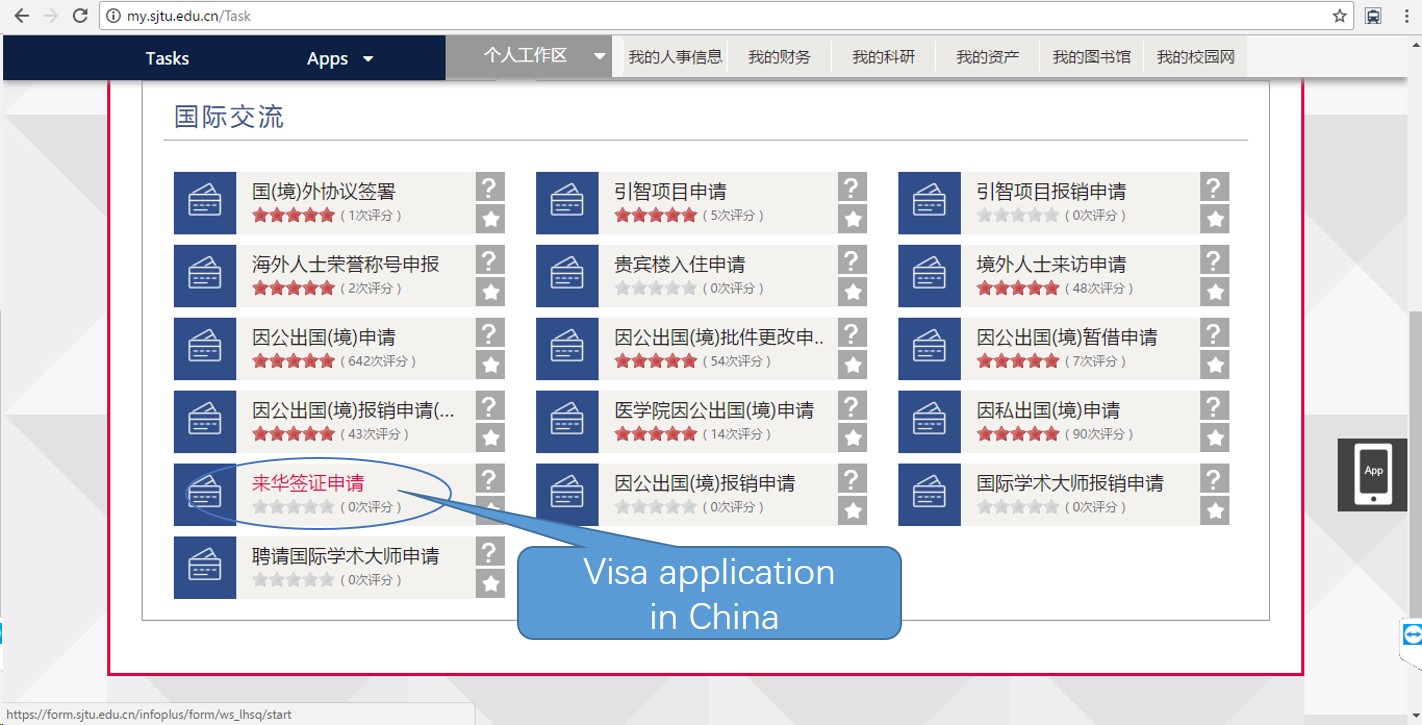 my.sjtu.edu.cn/Task
Tasks Apps 个人工作区 我的人事信息 我的财务 我的科研 我的资产 我的图书馆 我的校园网
国际交流
国(境)外协议签署 ? 引智项目申请 ? 引智项目报销申请 ?
( 1次评分 ) ( 5次评分 ) ( 0次评分 )
海外人士荣誉称号申报 ? 贵宾楼入住申请 ? 境外人士来访申请 ?
( 2次评分 ) ( 0次评分 ) ( 48次评分 )
因公出国(境)申请 ? 因公出国(境)批件更改申.. ? 因公出国(境)暂借申请 ?
( 642次评分 ) ( 54次评分 ) ( 7次评分 )
因公出国(境)报销申请(... ? 医学院因公出国(境)申请 ? 因私出国(境)申请 ?
( 43次评分 ) ( 14次评分 ) ( 90次评分 )
来华签证申请 ? 因公出国(境)报销申请 ? 国际学术大师报销申请 ?
( 0次评分 ) ( 0次评分 ) ( 0次评分 )
App
聘请国际学术大师申请 ?
( 0次评分 )
Visa application
in China
https://form.sjtu.edu.cn/infoplus/form/ws_lhsq/start